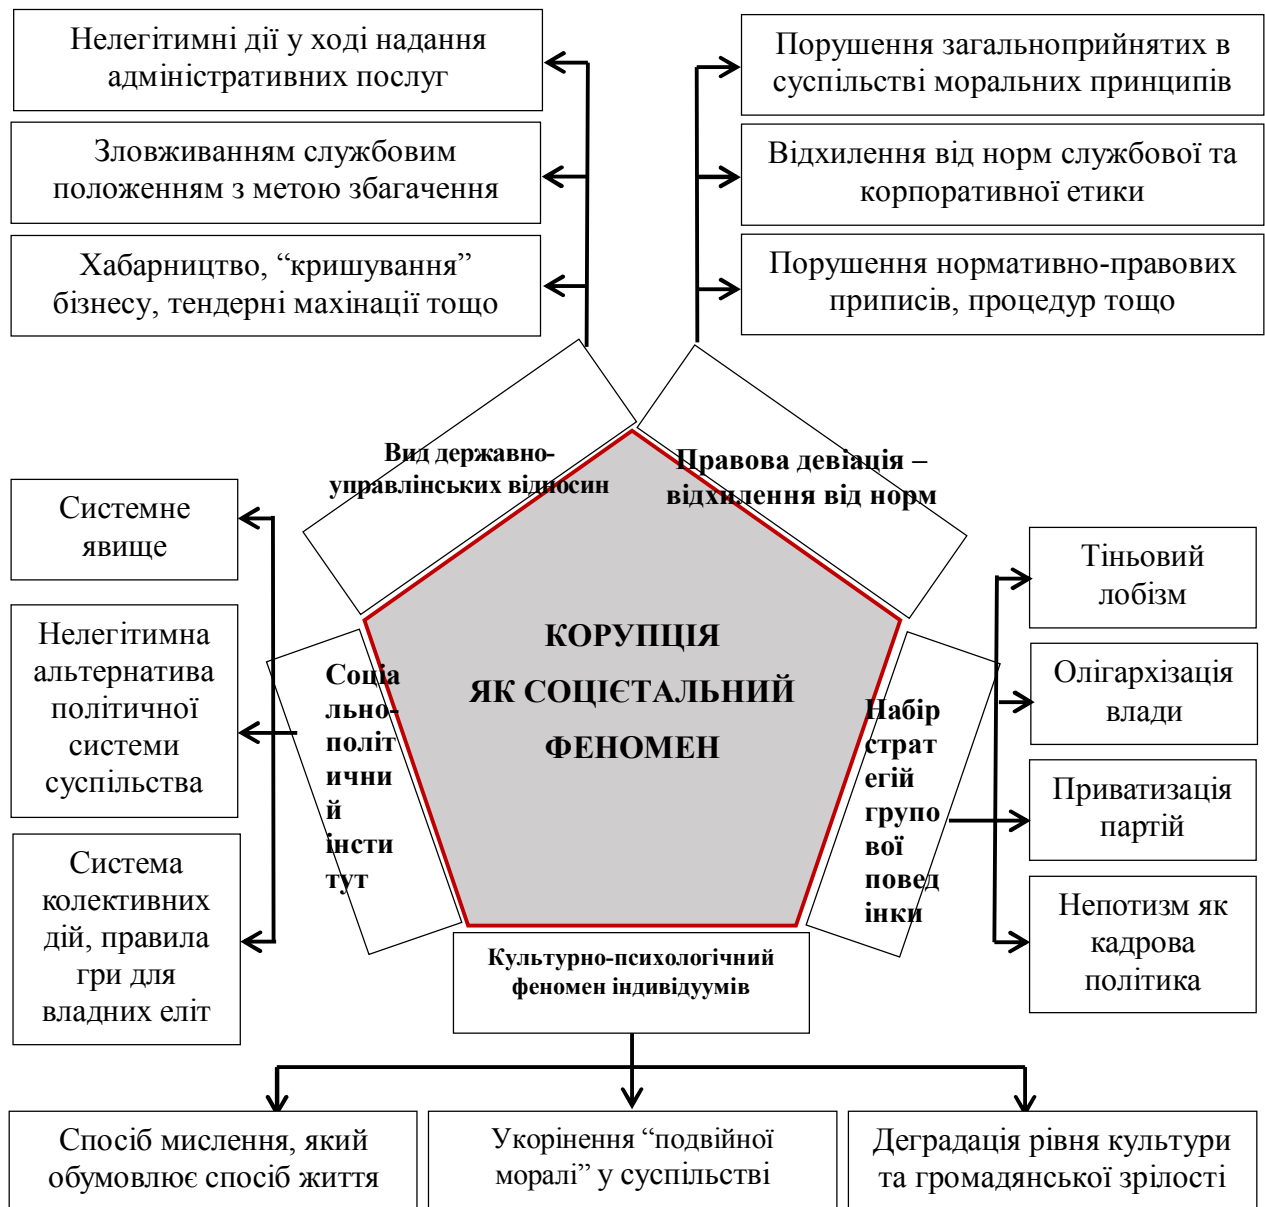 Нелегітимні дії у ході надання
адміністративних послуг
Зловживанням службовим
положенням з метою збагачення
Хабарництво, “кришування”
бізнесу, тендерні махінації тощо
Порушення загальноприйнятих в
суспільстві моральних принципів
Відхилення від норм службової та
корпоративної етики
Порушення нормативно-правових
приписів, процедур тощо
Вид державно-
управлінських відносин
Правова девіація –
відхилення від норм
Системне
явище
Нелегітимна
альтернатива
політичної
системи
суспільства
Система
колективних
дій, правила
гри для
владних еліт
Соціа
льно-
політ
ични
й
інсти
тут
КОРУПЦІЯ
ЯК СОЦІЄТАЛЬНИЙ
ФЕНОМЕН
Набір
страт
егій
групо
вої
повед
інки
Тіньовий
лобізм
Олігархізація
влади
Приватизація
партій
Непотизм як
кадрова
політика
Культурно-психологічний
феномен індивідуумів
Спосіб мислення, який
обумовлює спосіб життя
Укорінення “подвійної
моралі” у суспільстві
Деградація рівня культури
та громадянської зрілості